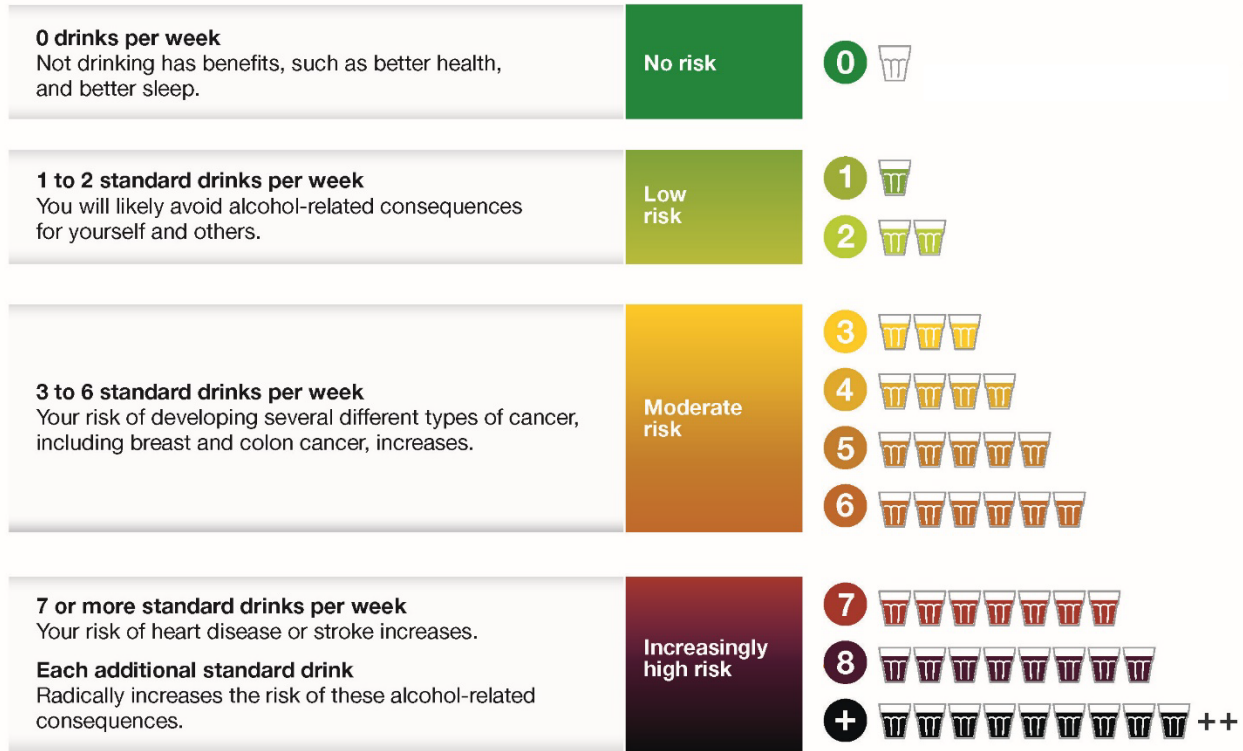 0 drinks per week
Not drinking has benefits, such as better health,
and better sleep.
No risk
0
1 to 2 standard drinks per week
You will likely avoid alcohol-related consequences
for yourself and others.
Low
risk
1
2
3 to 6 standard drinks per week
Your risk of developing several different types of cancer,
including breast and colon cancer, increases.
Moderate
risk
3
4
5
6
7 or more standard drinks per week
Your risk of heart disease or stroke increases.
Each additional standard drink
Radically increases the risk of these alcohol-related
consequences.
Increasingly
high risk
7
8
+ ++